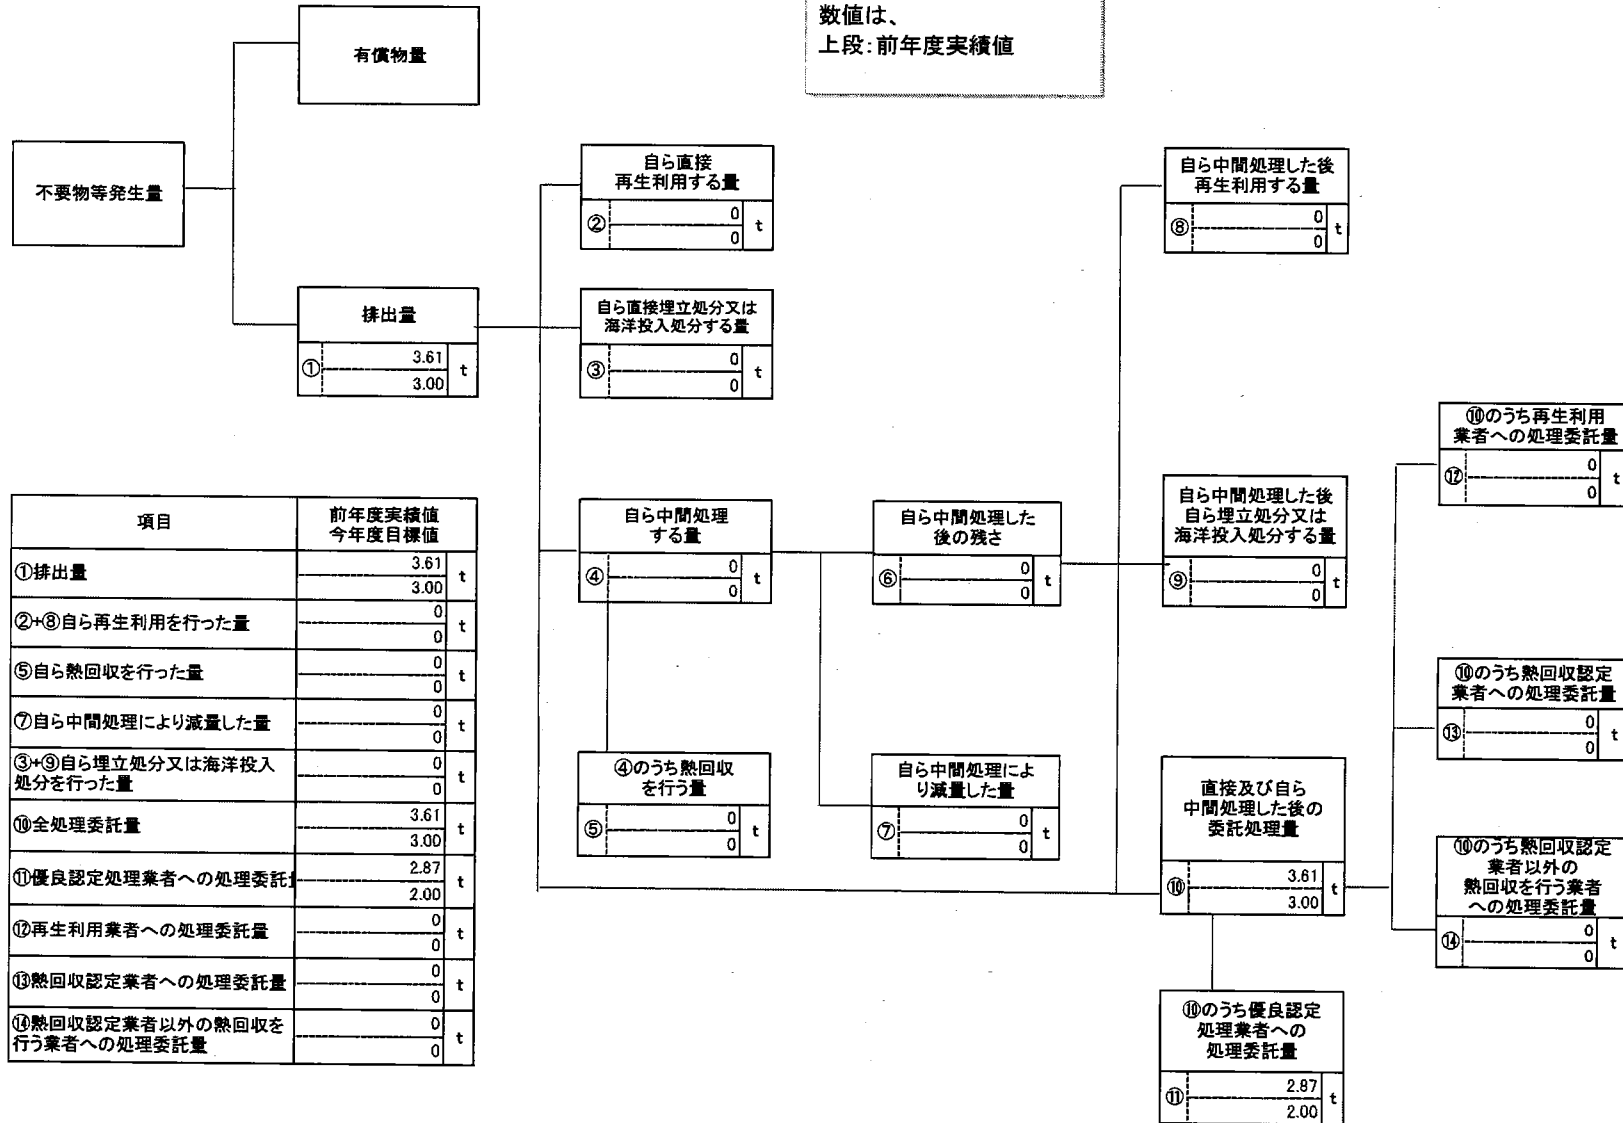 数値は、
上段:前年度実績値
有償物量
不要物等発生量
排出量
① 3.61 t
3.00
自ら直接
再生利用する量
② 0 t
0
自ら直接埋立処分又は
海洋投入処分する量
③ 0 t
0
自ら中間処理
する量
④ 0 t
0
④のうち熱回収
を行う量
⑤ 0 t
0
自ら中間処理した
後の残さ
⑥ 0 t
0
自ら中間処理によ
り減量した量
⑦ 0 t
0
自ら中間処理した後
再生利用する量
⑧ 0 t
0
自ら中間処理した後
自ら埋立処分又は
海洋投入処分する量
⑨ 0 t
0
直接及び自ら
中間処理した後の
委託処理量
⑩ 3.61 t
3.00
⑩のうち優良認定
処理業者への
処理委託量
⑪ 2.87 t
2.00
⑩のうち再生利用
業者への処理委託量
⑫ 0 t
0
⑩のうち熱回収認定
業者への処理委託量
⑬ 0 t
0
⑩のうち熱回収認定
業者以外の
熱回収を行う業者
への処理委託量
⑭ 0 t
0
項目 前年度実績値
今年度目標値
①排出量 3.61 t
3.00
②+⑧自ら再生利用を行った量 0 t
0
⑤自ら熱回収を行った量 0 t
0
⑦自ら中間処理により減量した量 0 t
0
③+⑨自ら埋立処分又は海洋投入
処分を行った量 0 t
0
⑩全処理委託量 3.61 t
3.00
⑪優良認定処理業者への処理委託 2.87 t
2.00
⑫再生利用業者への処理委託量 0 t
0
⑬熱回収認定業者への処理委託量 0 t
0
⑭熱回収認定業者以外の熱回収を
行う業者への処理委託量 0 t
0